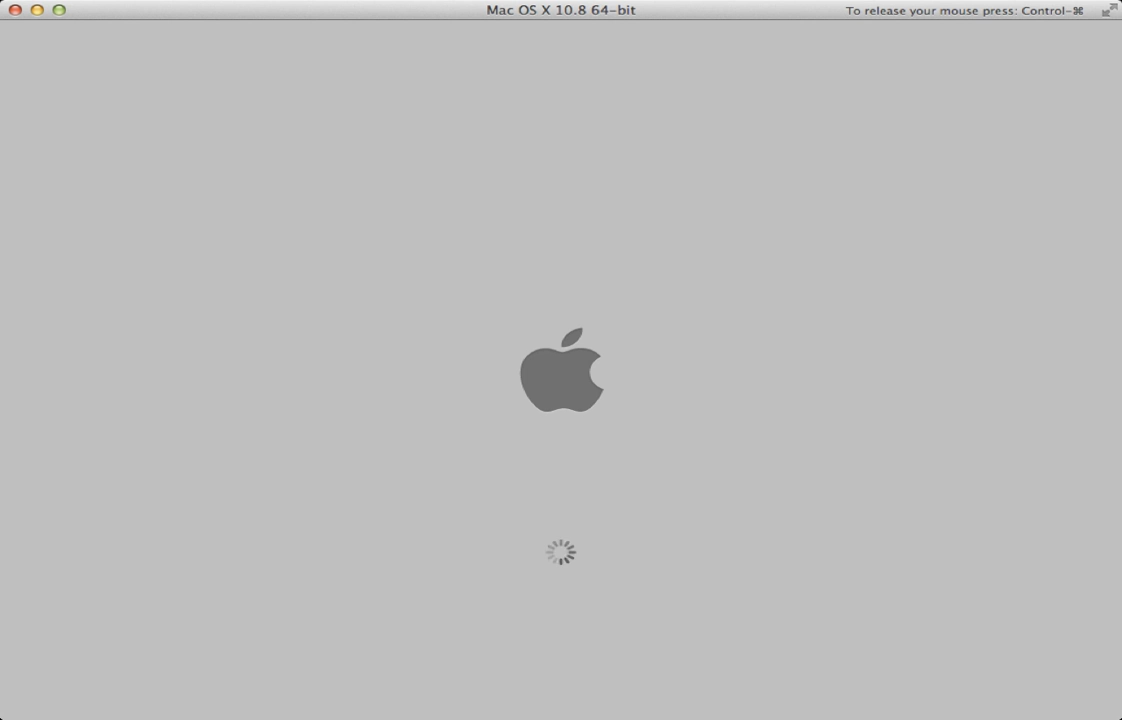 Mac OS X 10.8 64-bit
To release your mouse press: Control-⌘